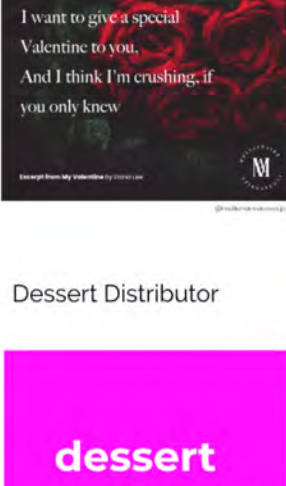 I want to give a special
Valentine to you,
And I think I'm crushing, if
you only knew
Excerpt from My Valentine by
M
Dessert Distributor
dessert